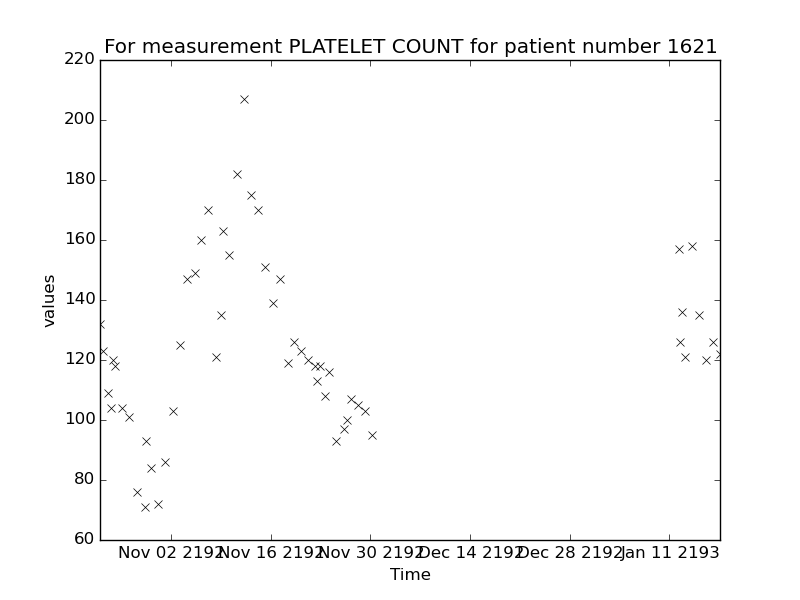 For measurement PLATELET COUNT for patient number 1621
220
200
180
160
140
120
100
80
60
values
Nov 02 2192 Nov 16 2192 Nov 30 2192 Dec 14 2192 Dec 28 2192 Jan 11 2193
Time